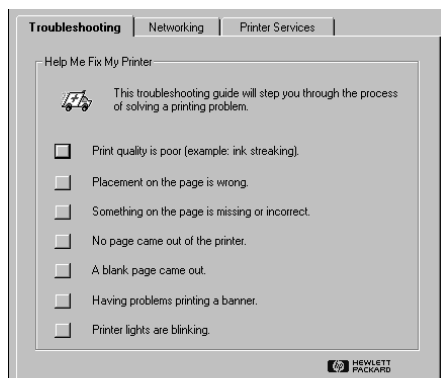 Troubleshooting Networking Printer Services
Help Me Fix My Printer
This troubleshooting guide will step you through the process
of solving a printing problem.
Print quality is poor (example: ink streaking).
Placement on the page is wrong.
Something on the page is missing or incorrect.
No page came out of the printer.
A blank page came out.
Having problems printing a banner.
Printer lights are blinking.
hp HEWLETT
PACKARD